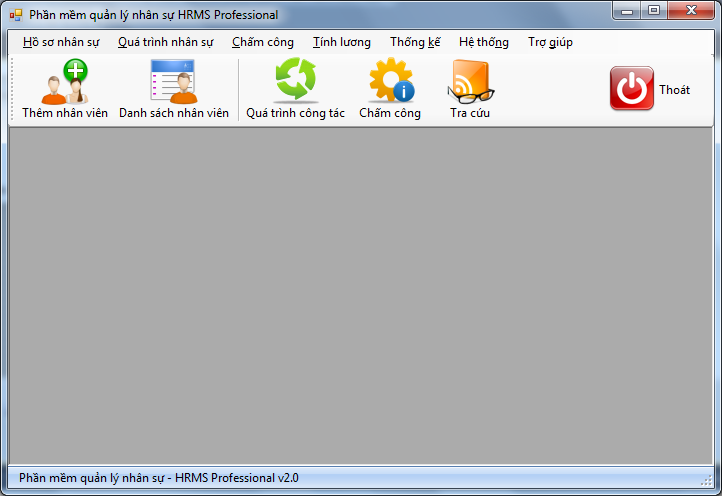 Phần mềm quản lý nhân sự HRMS Professional
Hồ sơ nhân sự Quá trình nhân sự Chấm công Tính lương Thống kế Hệ thống Trợ giúp
Thêm nhân viên Danh sách nhân viên Quá trình công tác Chấm công Tra cứu Thoát
Phần mềm quản lý nhân sự - HRMS Professional v2.0